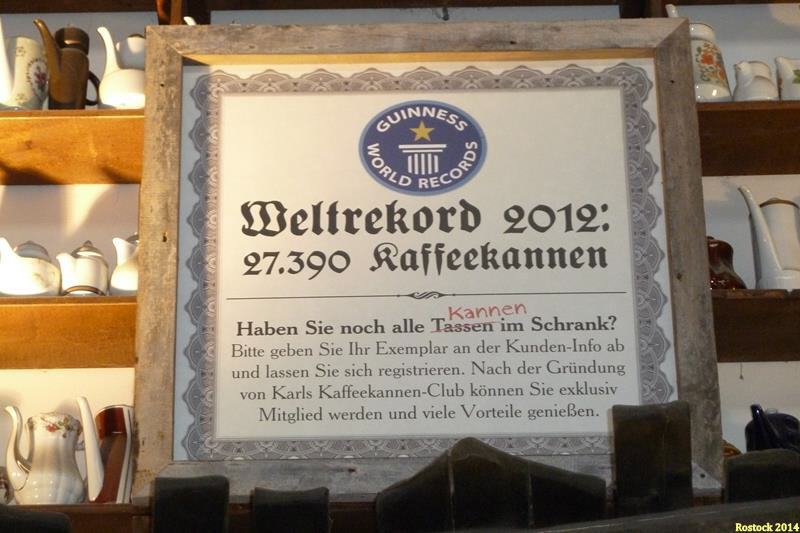 GUINNESS
WORLD RECORDS
Weltrekord 2012:
27.390 Kaffeekannen
Kannen
Haben Sie noch alle Tassen im Schrank?
Bitte geben Sie Ihr Exemplar an der Kunden-Info ab
und lassen Sie sich registrieren. Nach der Gründung
von Karls Kaffeekannen-Club können Sie exklusiv
Mitglied werden und viele Vorteile genießen.
Rostock 2014